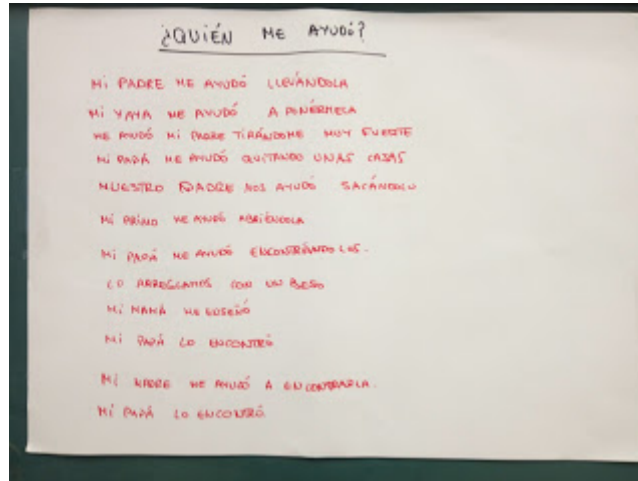 ¿QUIÉN ME AYUDÓ?
MI PADRE ME AYUDÓ LLEVÁNDOLA
MI YAYA ME AYUDÓ A PONÉRMELA
ME AYUDÓ MI PADRE TIRÁNDOME MUY FUERTE
MI PAPÁ ME AYUDÓ QUITANDO UNAS CAJAS
NUESTRO PADRE NOS AYUDÓ SACÁNDOLO
MI PRIMO ME AYUDÓ ABRIÉNDOLA
MI PAPÁ ME AYUDÓ ENCONTRÁNDOLOS.
LO ARREGLAMOS CON UN BESO
MI MAMÁ ME ENSEÑÓ
MI PAPÁ LO ENCONTRÓ
MI MADRE ME AYUDÓ A ENCONTRARLA.
MI PAPÁ LO ENCONTRÓ